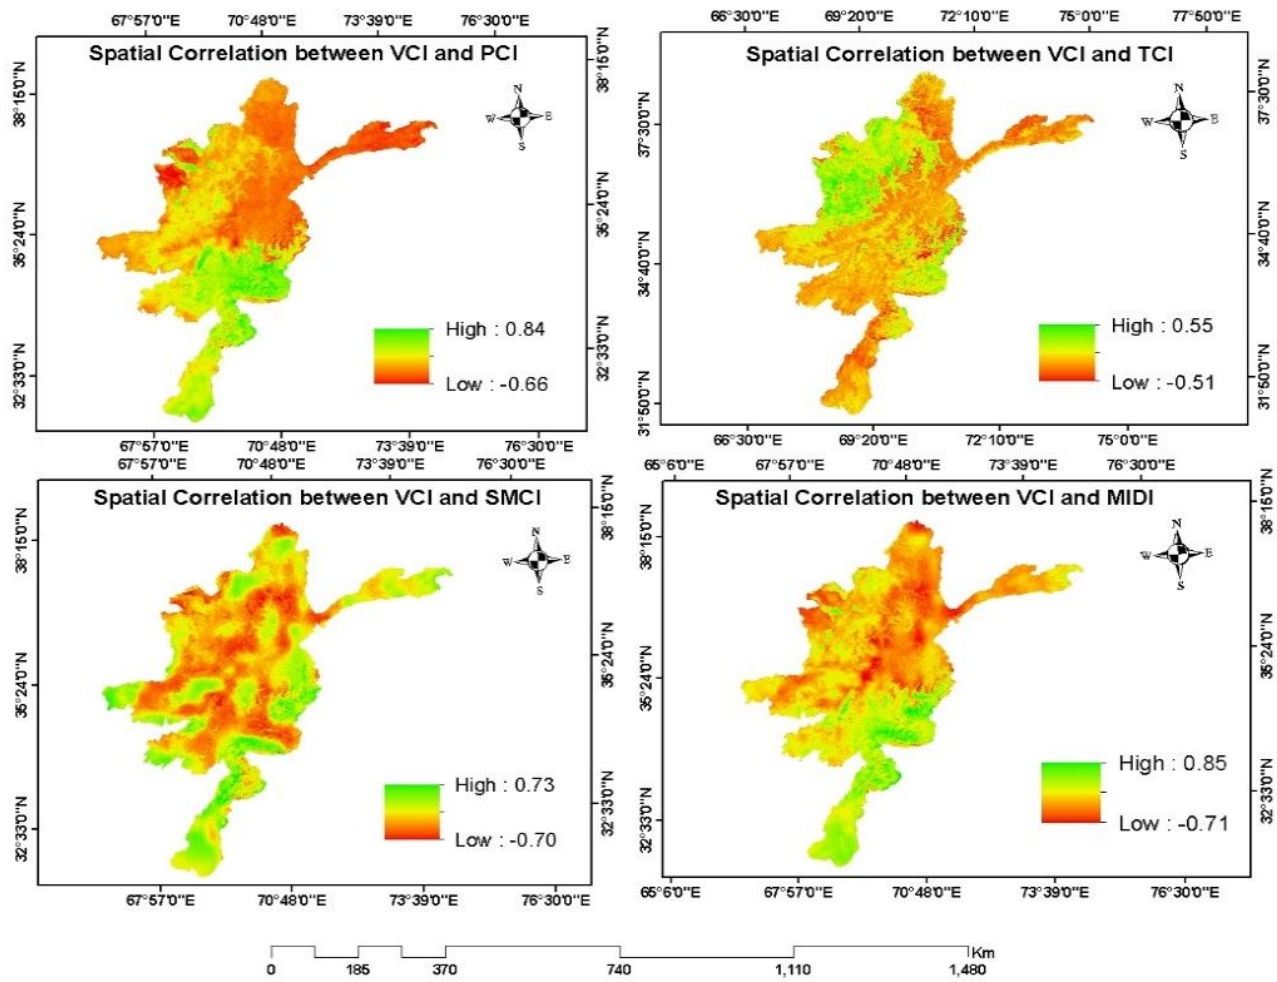 67°57'0"E 70°48'0"E 73°39'0"E 76°30'0"E
Spatial Correlation between VCI and PCI
38°15'0"N
35°24'0"N
32°33'0"N
N
W E
S
38°15'0"N
35°24'0"N
32°33'0"N
High : 0.84
Low : -0.66
67°57'0"E 70°48'0"E 73°39'0"E 76°30'0"E
66°30'0"E 69°20'0"E 72°10'0"E 75°0'0"E 77°50'0"E
Spatial Correlation between VCI and TCI
37°30'0"N
34°40'0"N
31°50'0"N
N
W E
S
37°30'0"N
34°40'0"N
31°50'0"N
High : 0.55
Low : -0.51
66°30'0"E 69°20'0"E 72°10'0"E 75°0'0"E
67°57'0"E 70°48'0"E 73°39'0"E 76°30'0"E
Spatial Correlation between VCI and SMCI
38°15'0"N
35°24'0"N
32°33'0"N
N
W E
S
38°15'0"N
35°24'0"N
32°33'0"N
High : 0.73
Low : -0.70
67°57'0"E 70°48'0"E 73°39'0"E 76°30'0"E
65°6'0"E 67°57'0"E 70°48'0"E 73°39'0"E 76°30'0"E
Spatial Correlation between VCI and MIDI
38°15'0"N
35°24'0"N
32°33'0"N
N
W E
S
38°15'0"N
35°24'0"N
32°33'0"N
High : 0.85
Low : -0.71
65°6'0"E 67°57'0"E 70°48'0"E 73°39'0"E 76°30'0"E
Km
0 185 370 740 1,110 1,480